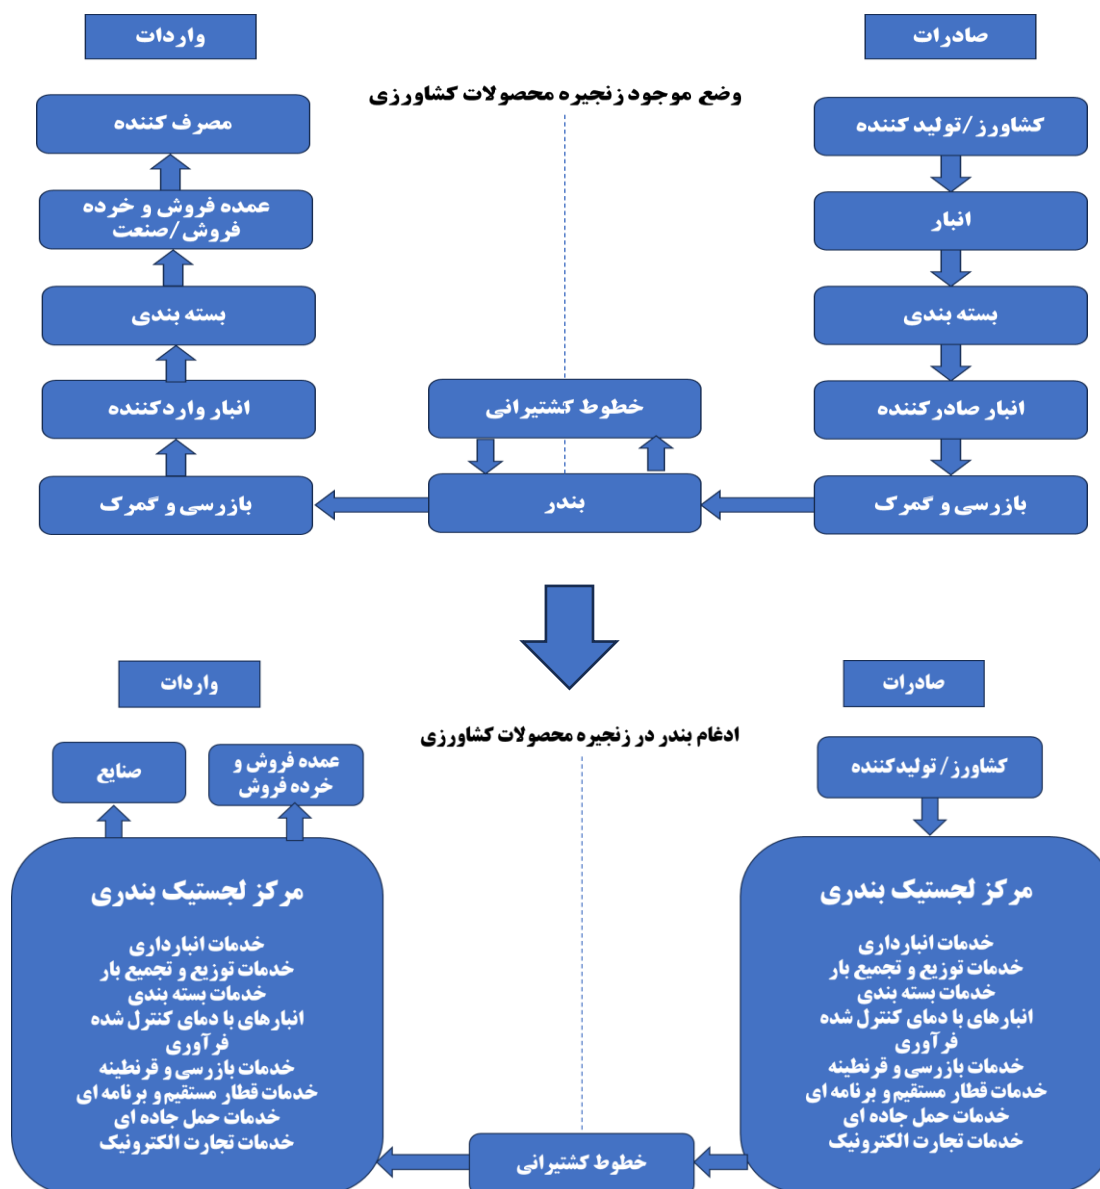 صادرات
واردات
وضع موجود زنجیره محصولات کشاورزی
کشاورز/تولید کننده
انبار
بسته بندی
انبار صادر کننده
بازرسی و گمرک
خطوط کشتیرانی
بندر
مصرف کننده
عمده فروش و خرده
فروش/صنعت
بسته بندی
انبار واردکننده
بازرسی و گمرک
صادرات
واردات
ادغام بندر در زنجیره محصولات کشاورزی
کشاورز/ تولیدکننده
مرکز لجستیک بندری
خدمات انبارداری
خدمات توزیع و تجمیع بار
خدمات بسته بندی
انبارهای با دمای کنترل شده
فرآوری
خدمات بازرسی و قرنطینه
خدمات قطار مستقیم و برنامه ای
خدمات حمل جاده ای
خدمات تجارت الکترونیک
خطوط کشتیرانی
عمده فروش و
خرده فروش
صنایع
مرکز لجستیک بندری
خدمات انبارداری
خدمات توزیع و تجمیع بار
خدمات بسته بندی
انبارهای با دمای کنترل شده
فرآوری
خدمات بازرسی و قرنطینه
خدمات قطار مستقیم و برنامه ای
خدمات حمل جاده ای
خدمات تجارت الکترونیک